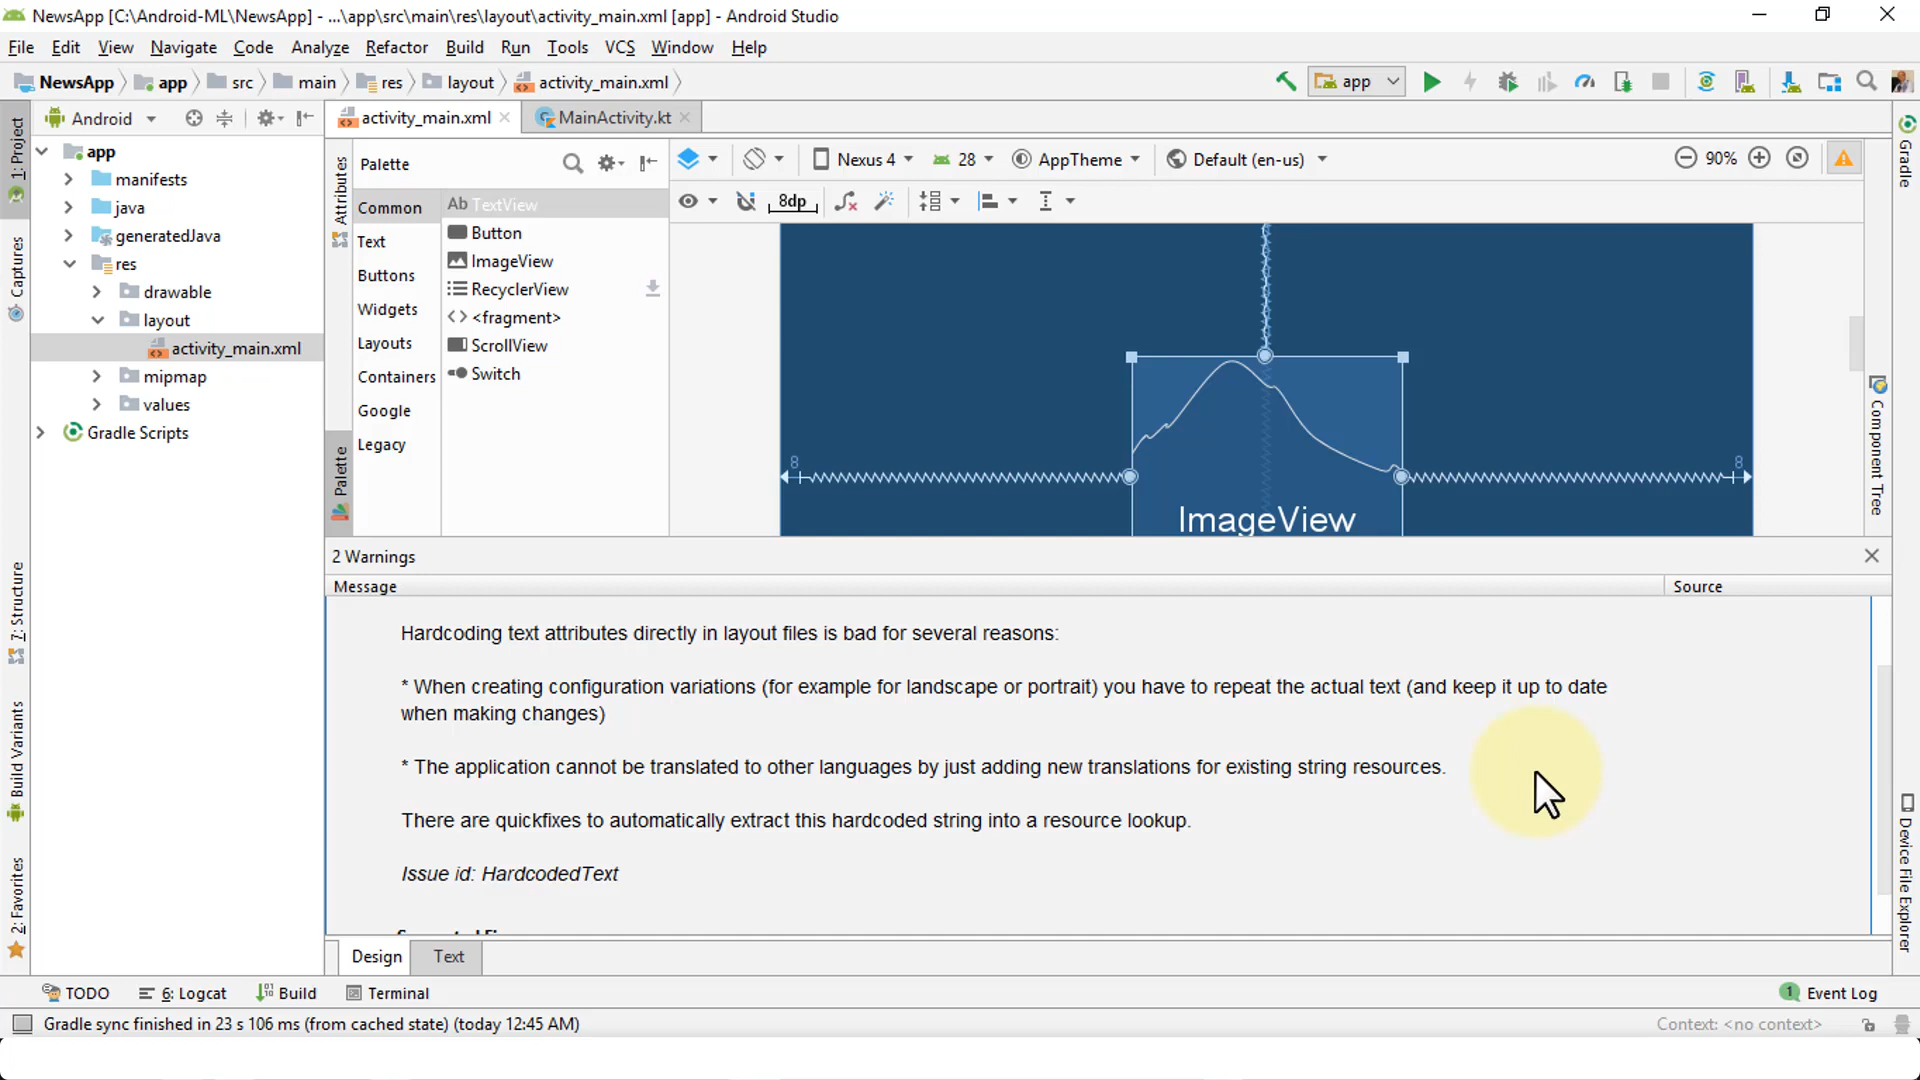 NewsApp [C:\Android-ML\NewsApp] - ...\app\src\main\res\layout\activity_main.xml [app] - Android Studio
File Edit View Navigate Code Analyze Refactor Build Run Tools VCS Window Help
NewsApp app src main res layout activity_main.xml app
Android activity_main.xml MainActivity.kt
1: Project
Captures
7: Structure
Build Variants
2: Favorites
app
manifests
java
generatedJava
res
drawable
layout
activity_main.xml
mipmap
values
Gradle Scripts
Attributes
Palette
Palette
Common
Text
Buttons
Widgets
Layouts
Containers
Google
Legacy
Ab TextView
Button
ImageView
RecyclerView
<fragment>
ScrollView
Switch
Nexus 4 28 AppTheme Default (en-us) 90%
8dp
8 8
ImageView
Gradle
Component Tree
Device File Explorer
2 Warnings
Message Source
Hardcoding text attributes directly in layout files is bad for several reasons:
* When creating configuration variations (for example for landscape or portrait) you have to repeat the actual text (and keep it up to date
when making changes)
* The application cannot be translated to other languages by just adding new translations for existing string resources.
There are quickfixes to automatically extract this hardcoded string into a resource lookup.
Issue id: HardcodedText
Design Text
TODO 6: Logcat Build Terminal 1 Event Log
Gradle sync finished in 23 s 106 ms (from cached state) (today 12:45 AM) Context: <no context>